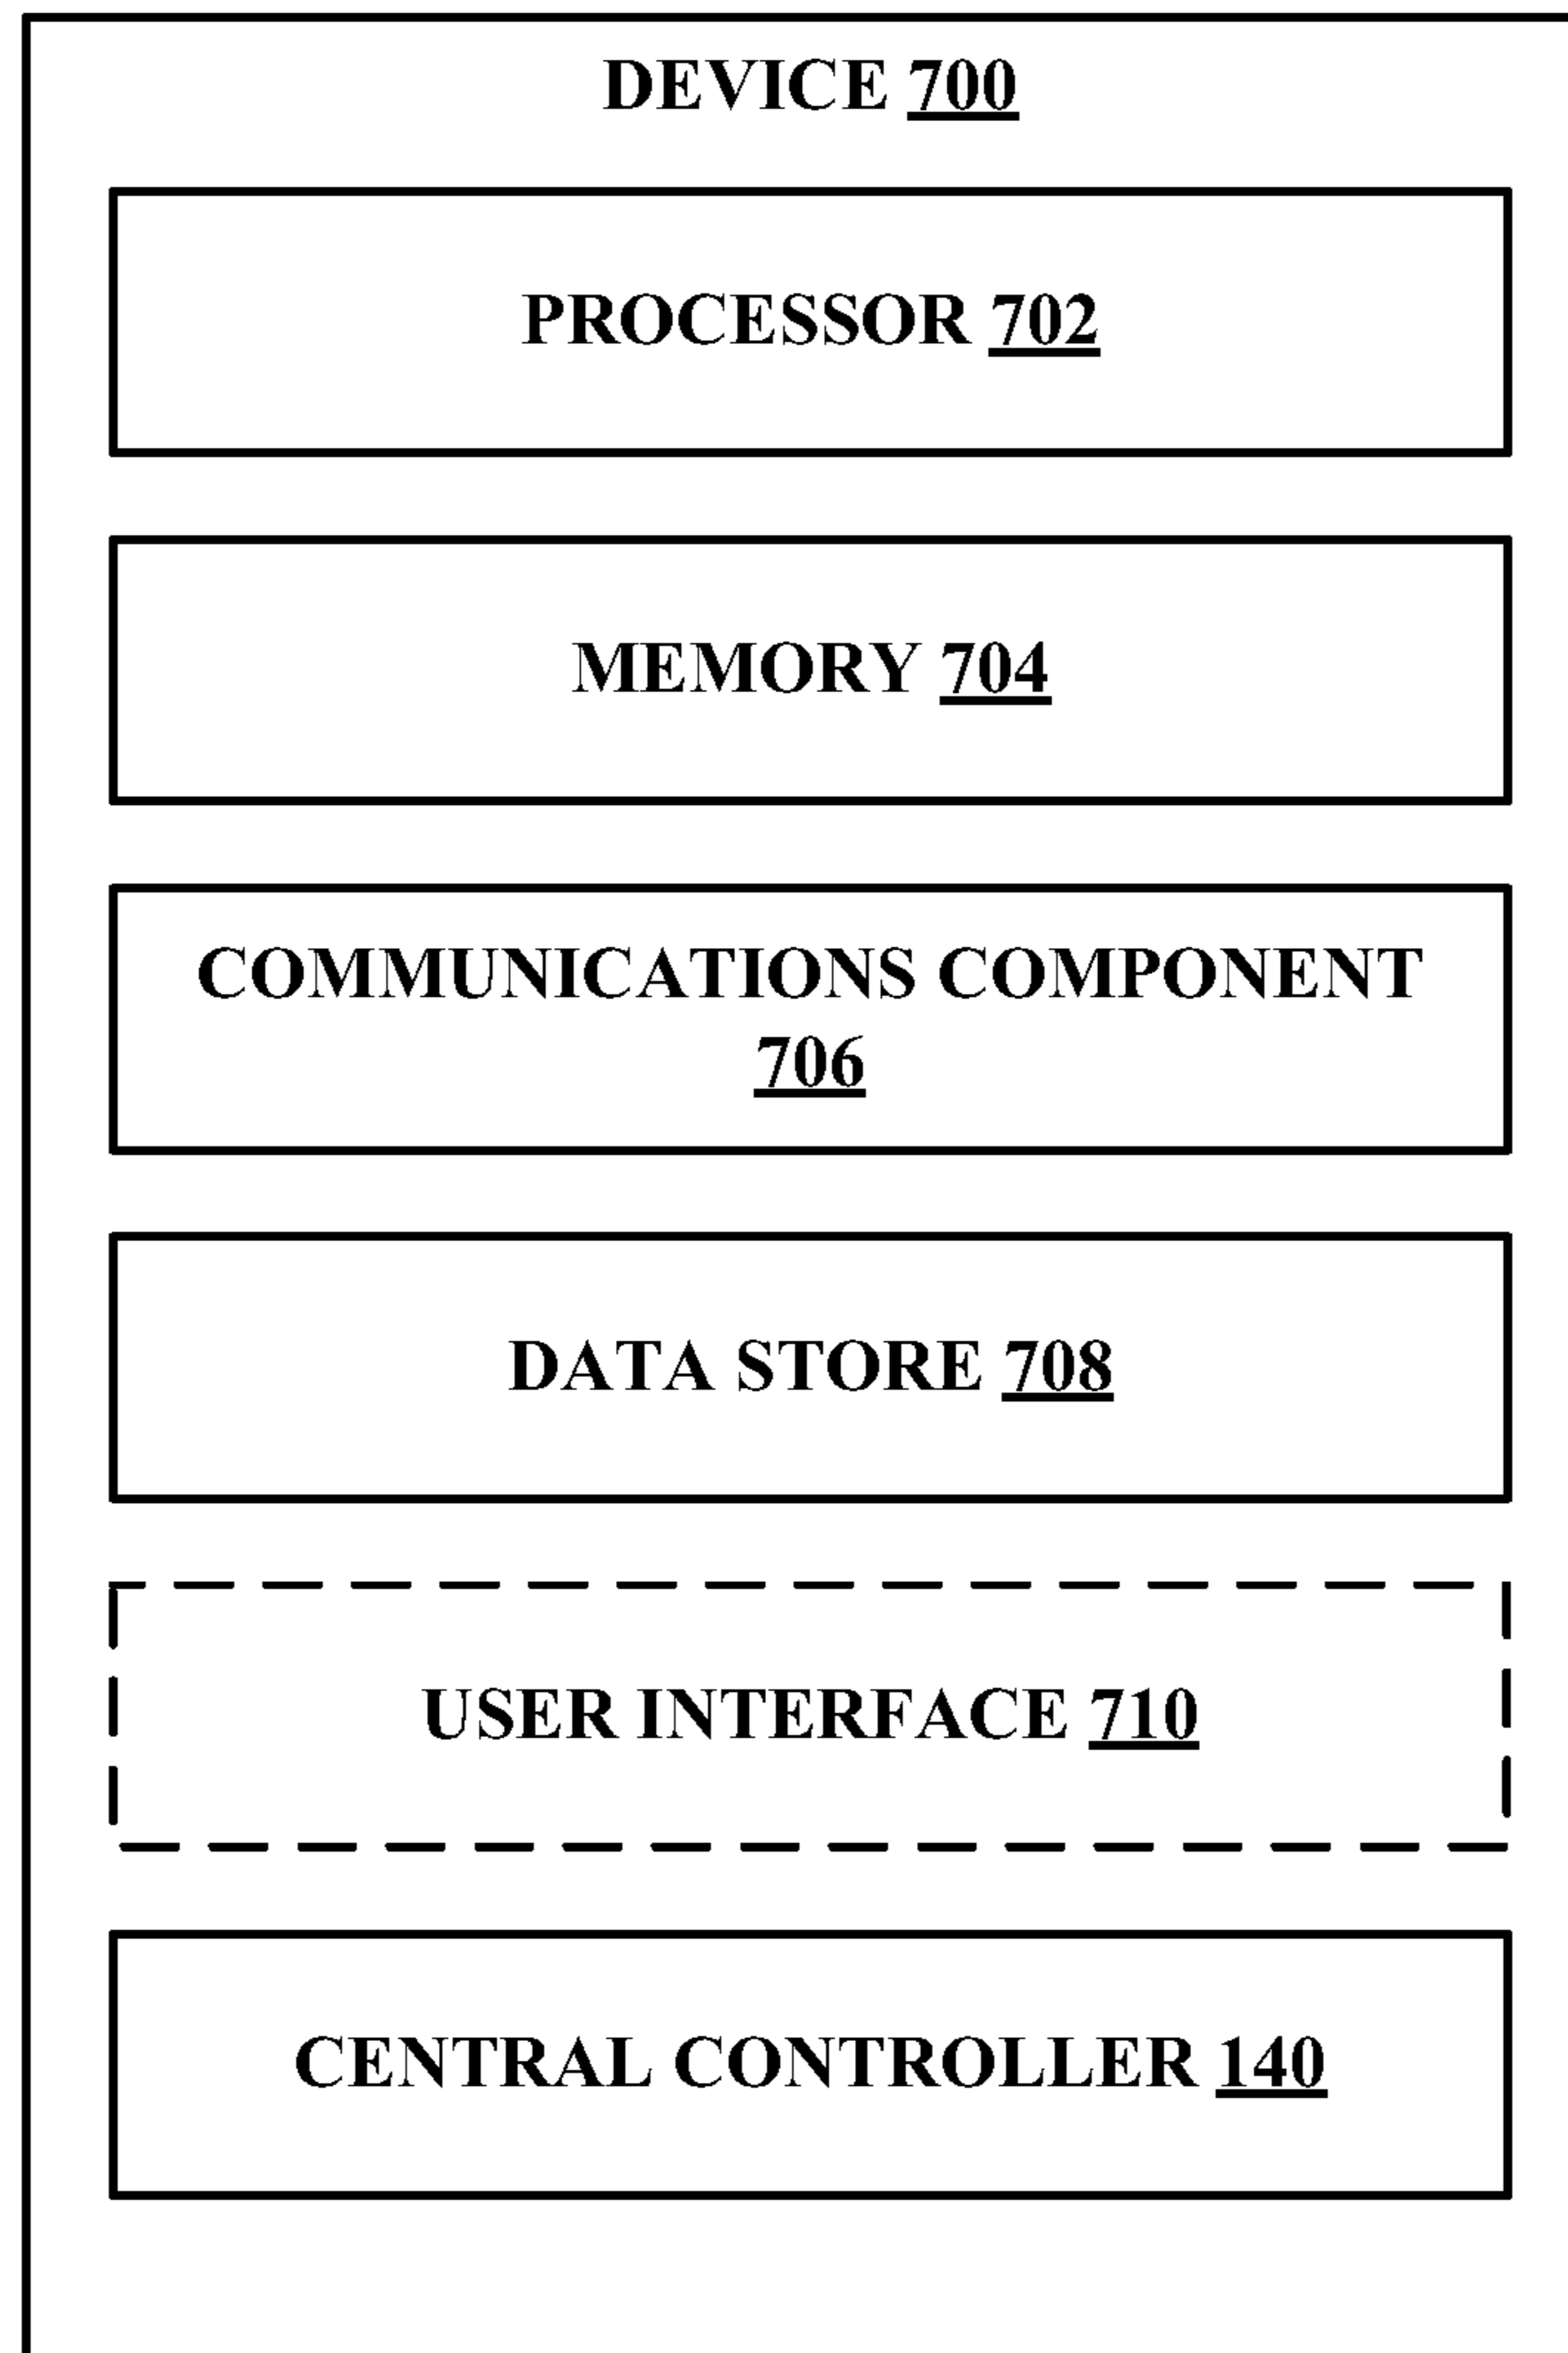 DEVICE 700
PROCESSOR 702
MEMORY 704
COMMUNICATIONS COMPONENT
706
DATA STORE 708
USER INTERFACE 710
CENTRAL CONTROLLER 140